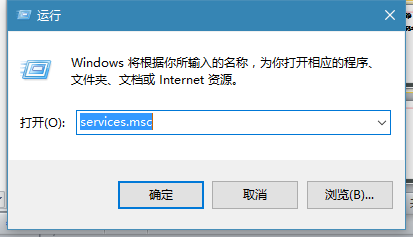 运行
Windows 将根据你所输入的名称，为你打开相应的程序、
文件夹、文档或 Internet 资源。
打开(O): services.msc
确定 取消 浏览(B)...